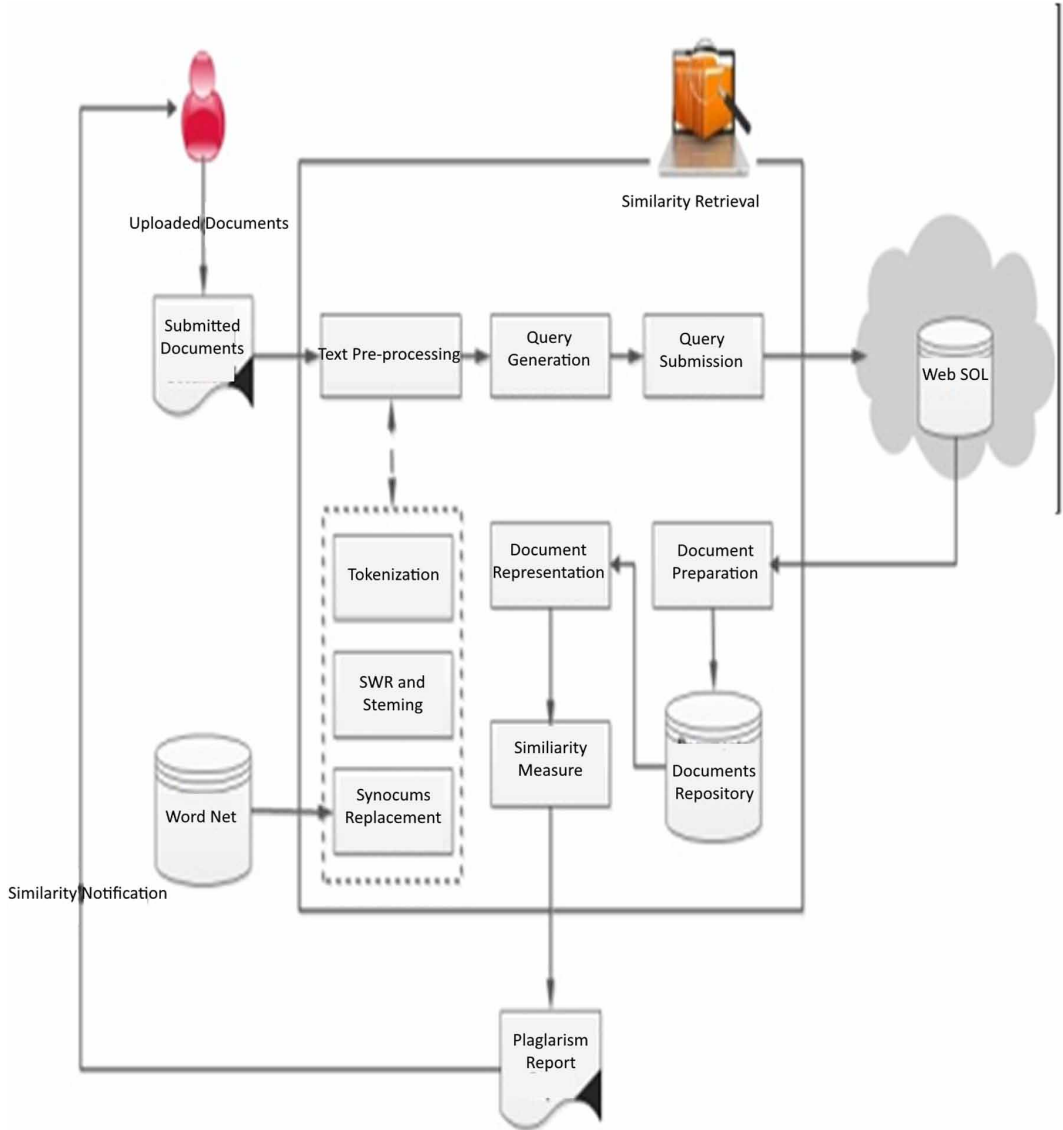 Similarity Retrieval
Uploaded Documents
Submitted
Documents
Text Pre-processing
Query
Generation
Query
Submission
Web SOL
Tokenization
Document
Representation
Document
Preparation
SWR and
Steming
Similiarity
Measure
Documents
Repository
Word Net
Synocums
Replacement
Similarity Notification
Plaglarism
Report